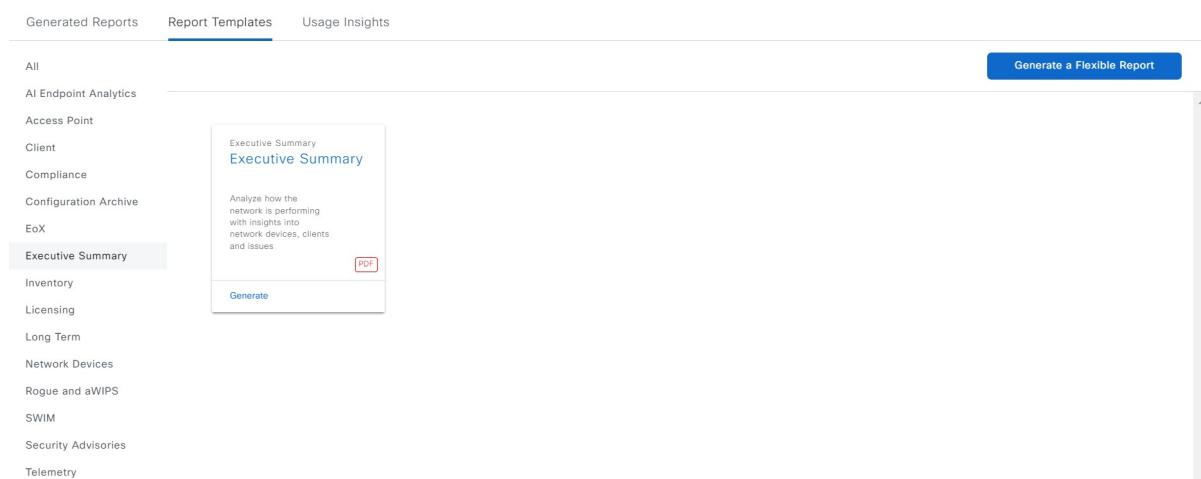 Generated Reports
Report Templates
Usage Insights
Generate a Flexible Report
All
AI Endpoint Analytics
Access Point
Client
Compliance
Configuration Archive
EoX
Executive Summary
Inventory
Licensing
Long Term
Network Devices
Rogue and aWIPS
SWIM
Security Advisories
Telemetry
Executive Summary
Executive Summary
Analyze how the
network is performing
with insights into
network devices, clients
and issues
PDF
Generate